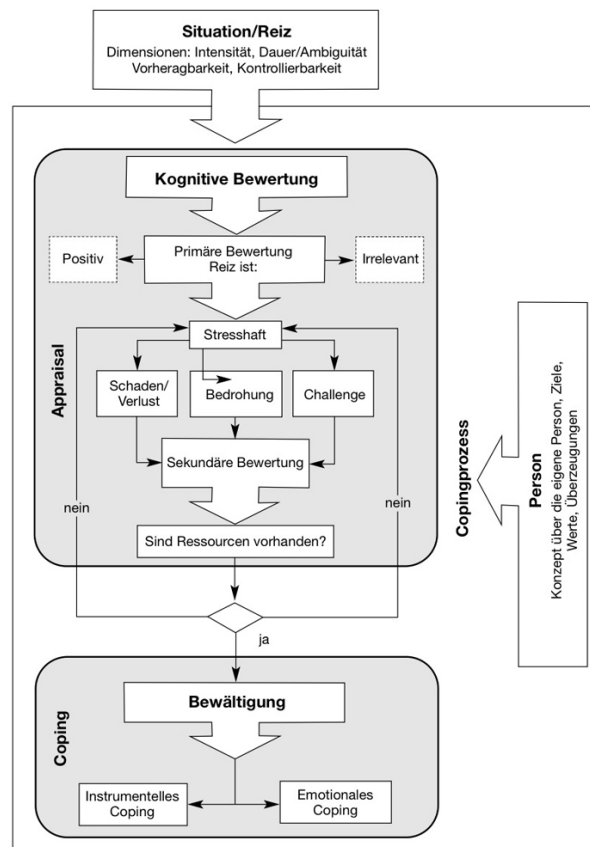 Situation/Reiz
Dimensionen: Intensität, Dauer/Ambiguität
Vorheragbarkeit, Kontrollierbarkeit
Kognitive Bewertung
Positiv
Primäre Bewertung
Reiz ist:
Irrelevant
Stresshaft
Schaden/
Verlust
Bedrohung
Challenge
Sekundäre Bewertung
Sind Ressourcen vorhanden?
Appraisal
nein
nein
ja
Bewältigung
Instrumentelles
Coping
Emotionales
Coping
Coping
Copingprozess
Person
Konzept über die eigene Person, Ziele,
Werte, Überzeugungen